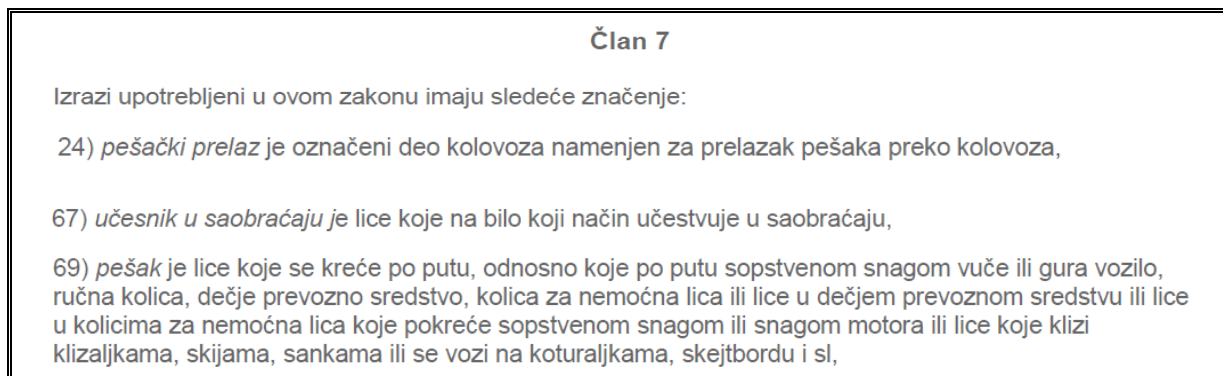 Član 7
Izrazi upotrebljeni u ovom zakonu imaju sledeće značenje:
24) pešački prelaz je označeni deo kolovoza namenjen za prelazak pešaka preko kolovoza,
67) učesnik u saobraćaju je lice koje na bilo koji način učestvuje u saobraćaju,
69) pešak je lice koje se kreće po putu, odnosno koje po putu sopstvenom snagom vuče ili gura vozilo,
ručna kolica, dečje prevozno sredstvo, kolica za nemoćna lica ili lice u dečjem prevoznom sredstvu ili lice
u kolicima za nemoćna lica koje pokreće sopstvenom snagom ili snagom motora ili lice koje klizi
klizaljkama, skijama, sankama ili se vozi na koturaljkama, skejtbordu i sl,